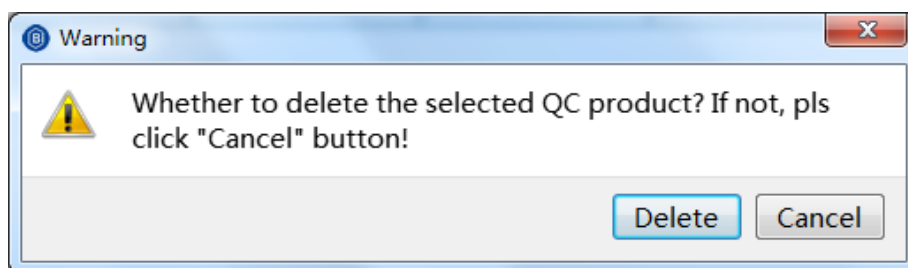 Warning
Whether to delete the selected QC product? If not, pls
click "Cancel" button!
Delete Cancel